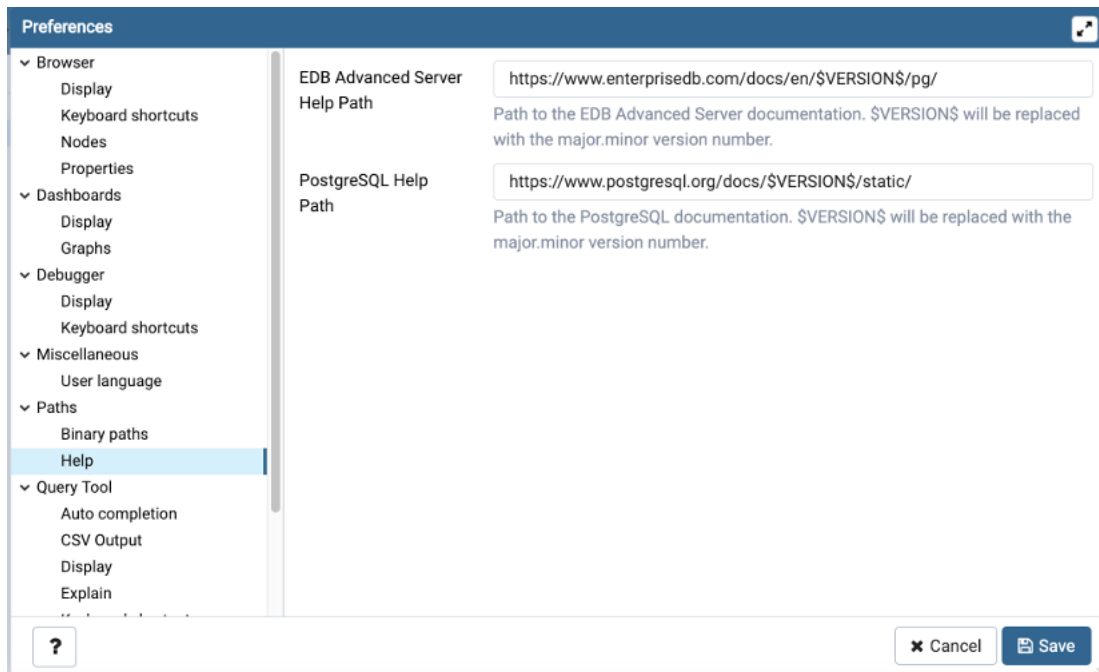 Preferences
Browser
Display
Keyboard shortcuts
Nodes
Properties
Dashboards
Display
Graphs
Debugger
Display
Keyboard shortcuts
Miscellaneous
User language
Paths
Binary paths
Help
Query Tool
Auto completion
CSV Output
Display
Explain
EDB Advanced Server
Help Path
https://www.enterprisedb.com/docs/en/$VERSION$/pg/
Path to the EDB Advanced Server documentation. $VERSION$ will be replaced
with the major.minor version number.
PostgreSQL Help
Path
https://www.postgresql.org/docs/$VERSION$/static/
Path to the PostgreSQL documentation. $VERSION$ will be replaced with the
major.minor version number.
?
Cancel
Save